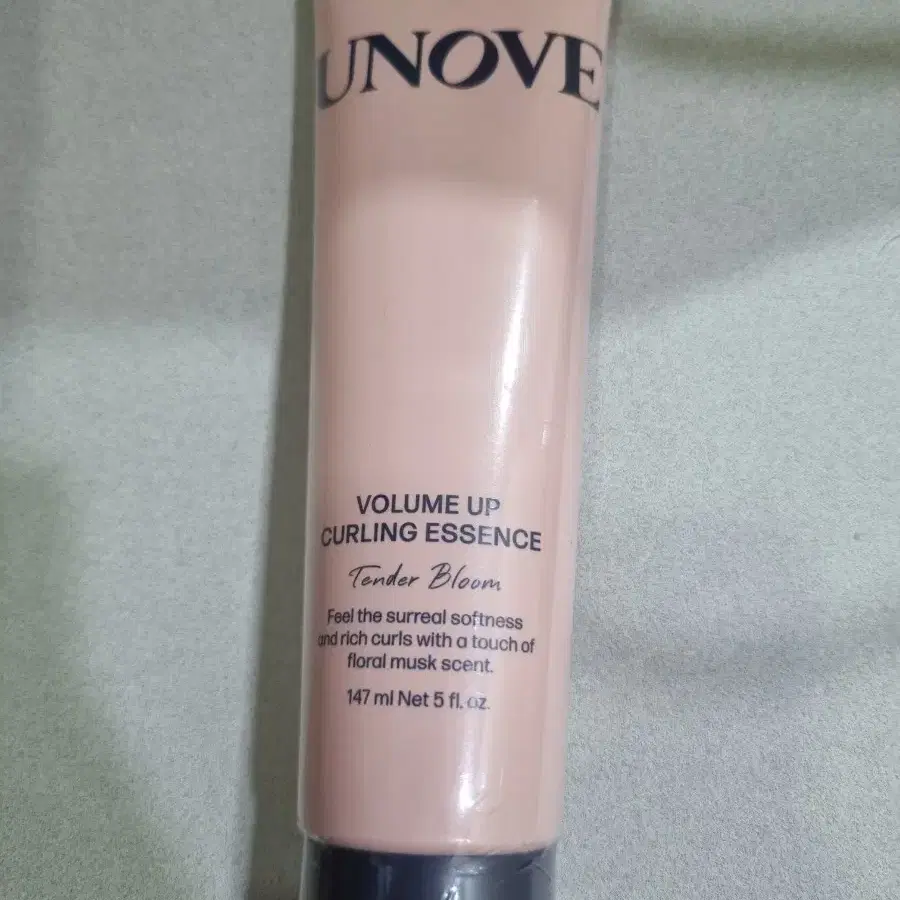 UNOVE
VOLUME UP
CURLING ESSENCE
Tender Bloom
Feel the surreal softness
and rich curls with a touch of
floral musk scent.
147 ml Net 5 fl. oz.